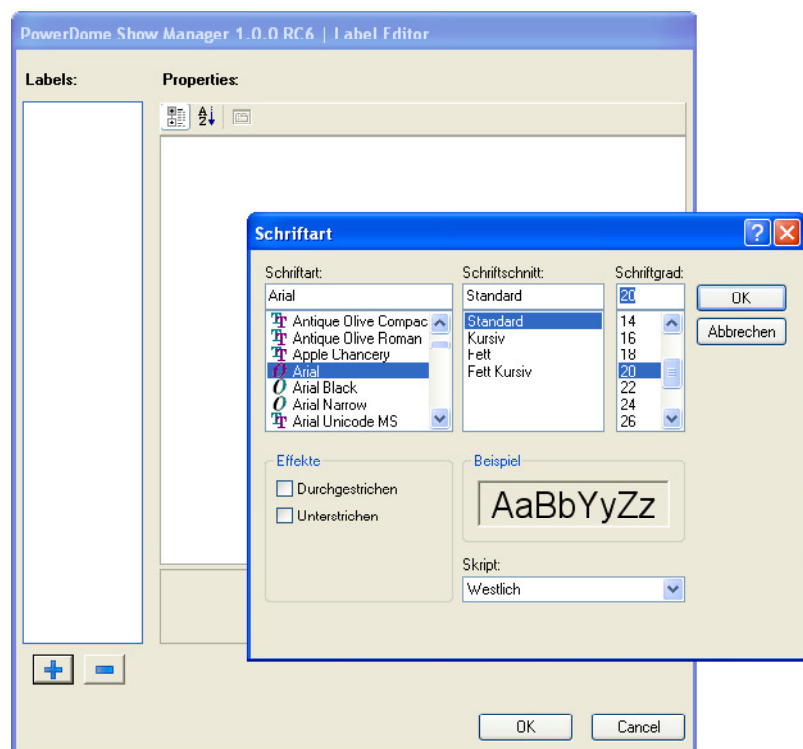 PowerDome Show Manager 1.0.0 RC6 | Label Editor
Labels:
Properties:
A
Z
Schriftart
?
Schriftart:
Schriftschnitt:
Schriftgrad:
Arial
Standard
20
OK
Abbrechen
Antique Olive Compac
Antique Olive Roman
Apple Chancery
Arial
Arial Black
Arial Narrow
Arial Unicode MS
Standard
Kursiv
Fett
Fett Kursiv
14
16
18
20
22
24
26
Effekte
Durchgestrichen
Unterstrichen
Beispiel
AaBbYyZz
Skript:
Westlich
OK
Cancel